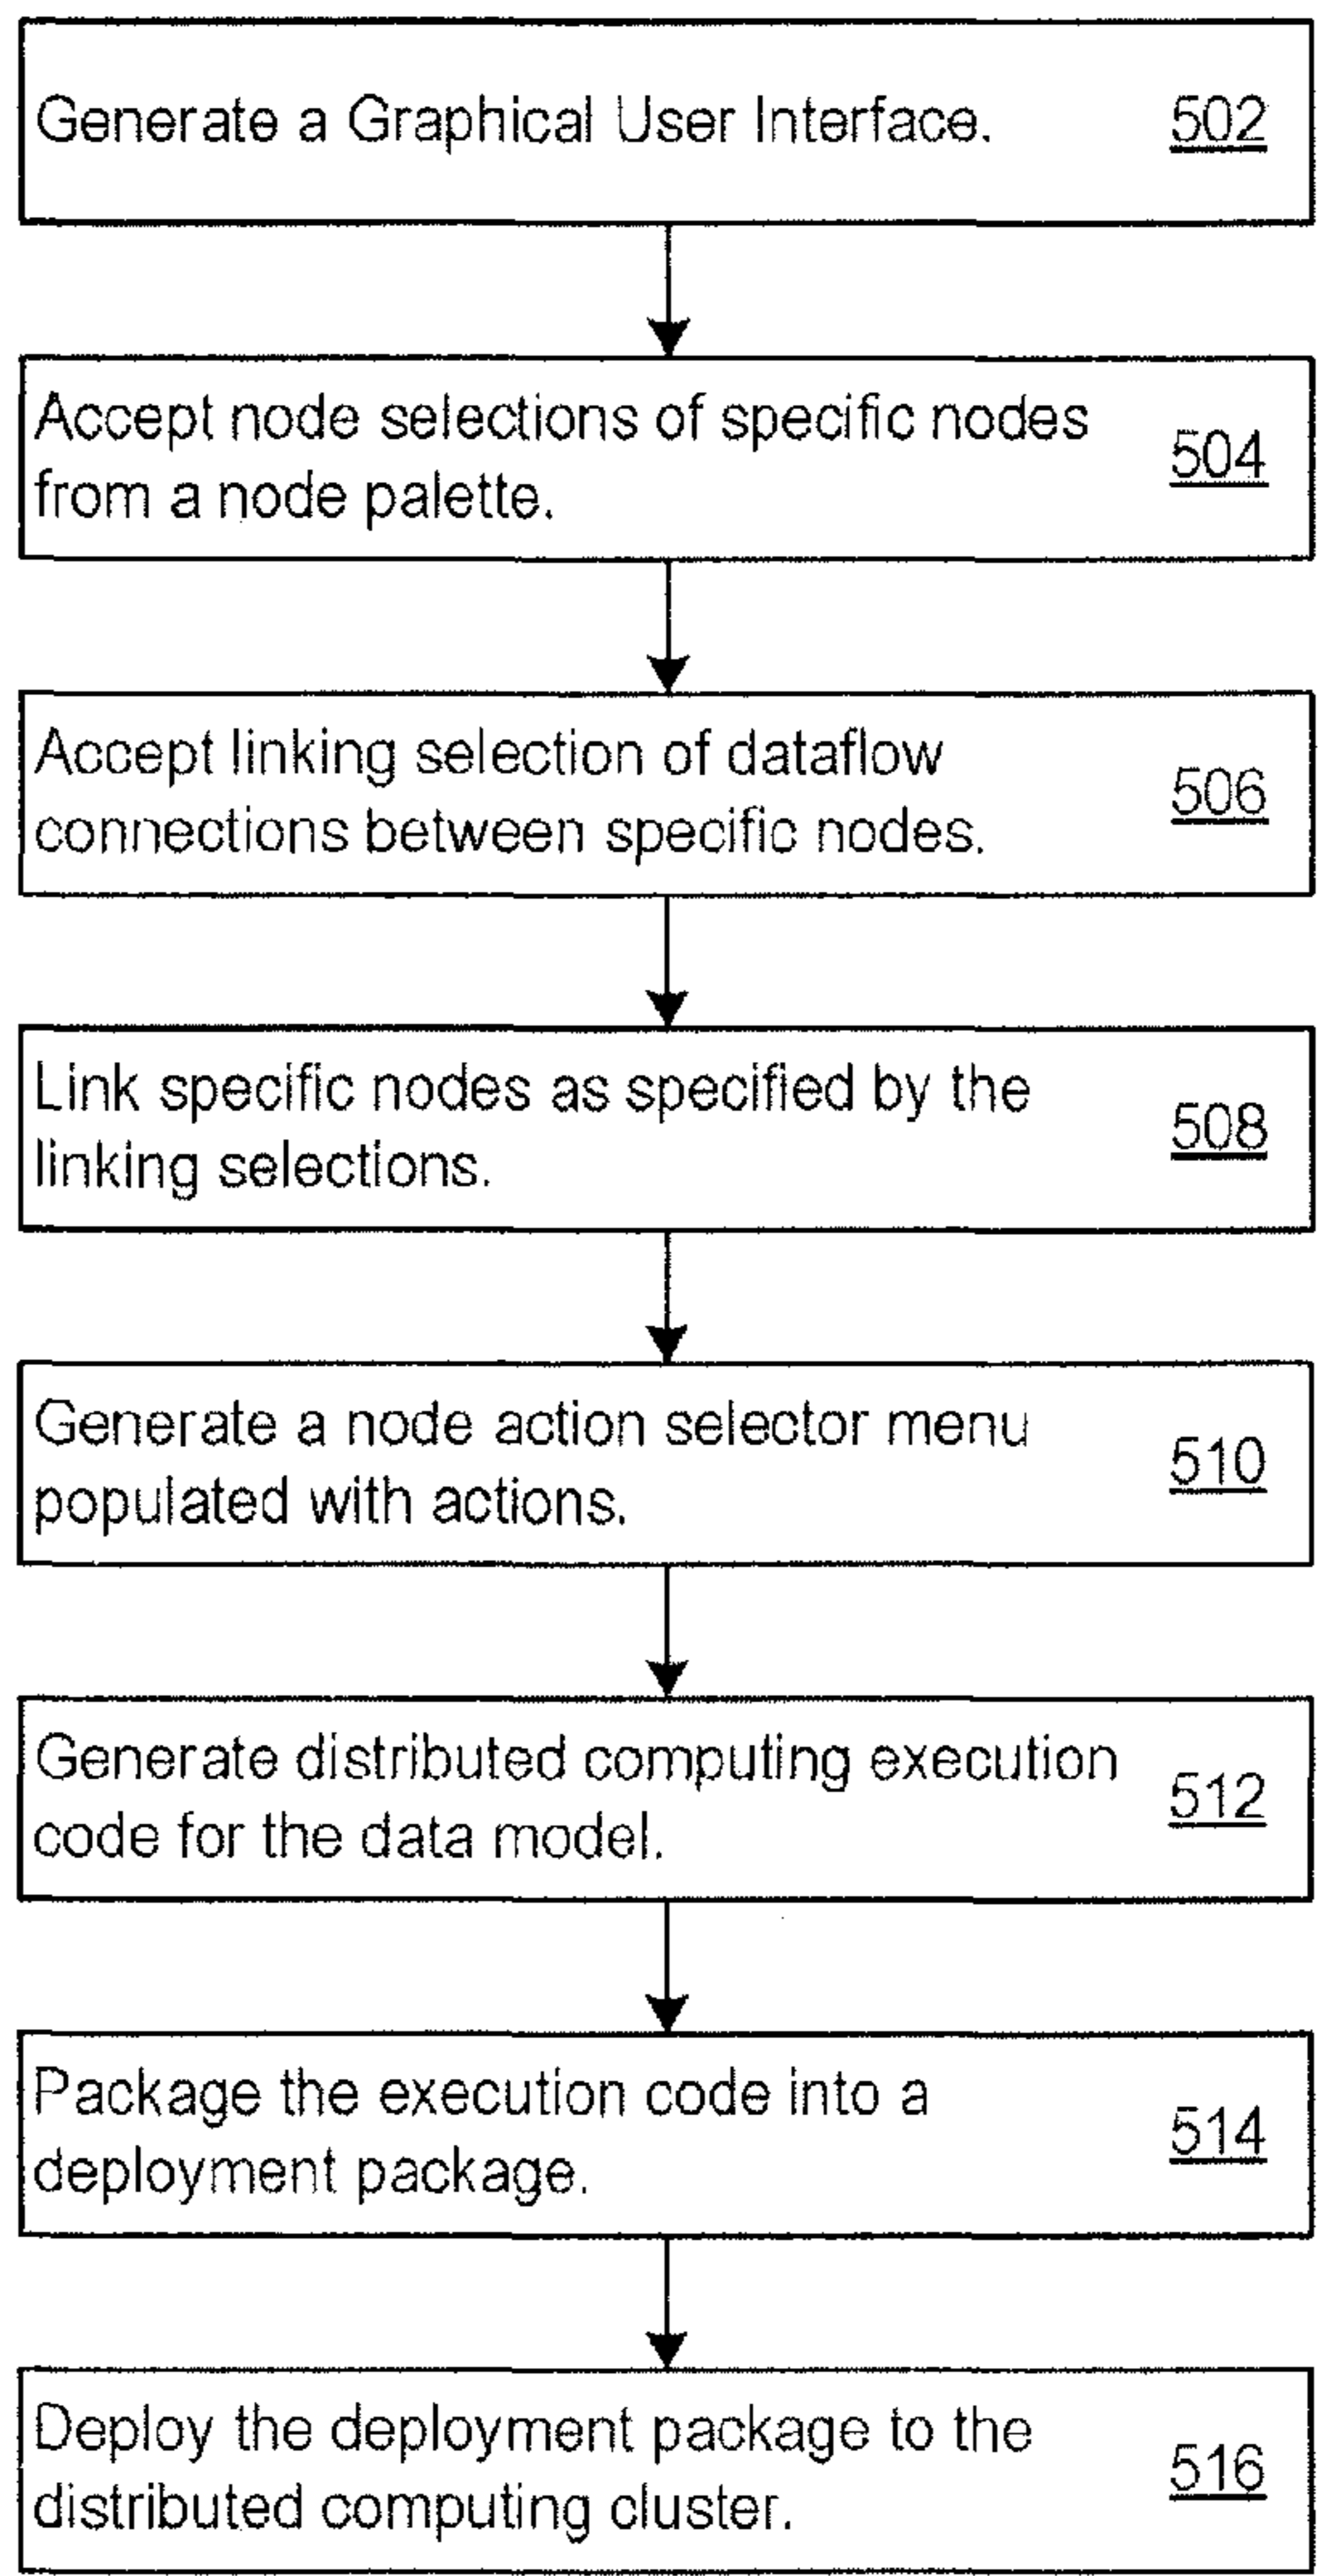 Generate a Graphical User Interface. 502
Accept node selections of specific nodes
from a node palette.
504
Accept linking selection of dataflow
connections between specific nodes.
506
Link specific nodes as specified by the
linking selections.
508
Generate a node action selector menu
populated with actions.
510
Generate distributed computing execution
code for the data model.
512
Package the execution code into a
deployment package.
514
Deploy the deployment package to the
distributed computing cluster.
516